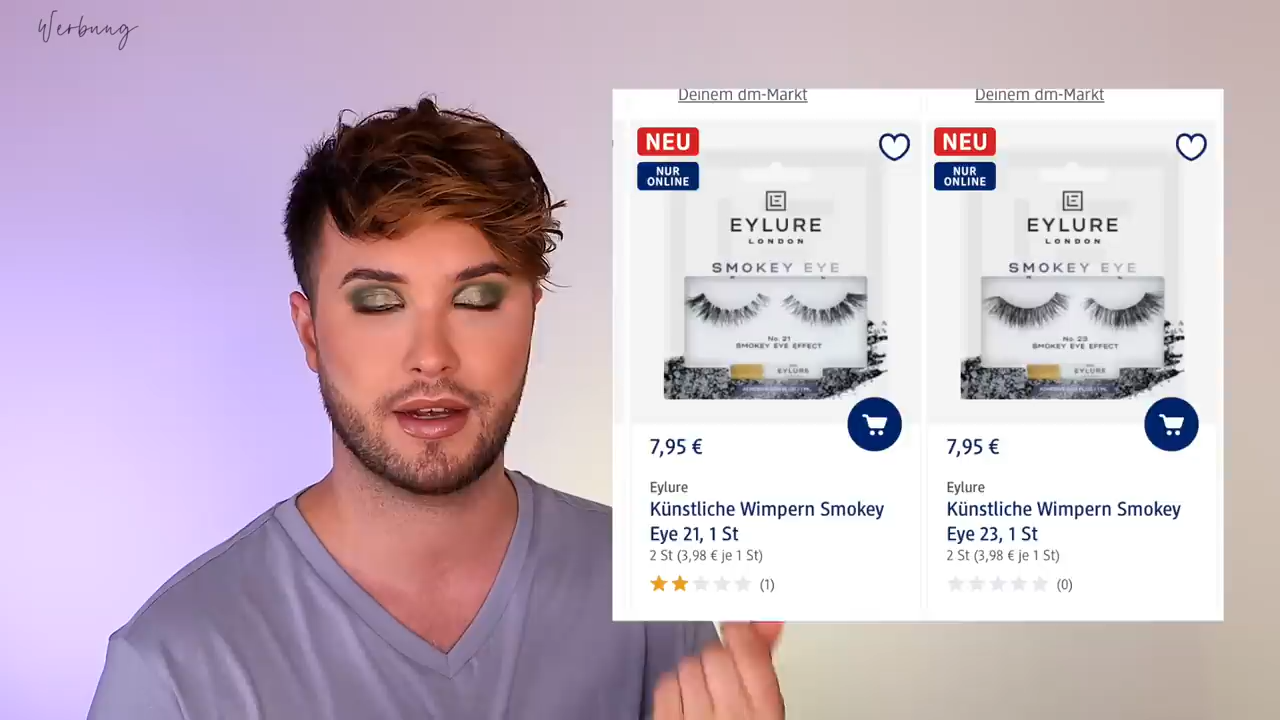 Werbung
Deinem dm-Markt
Deinem dm-Markt
NEU
NUR
ONLINE
EYLURE
LONDON
SMOKEY EYE
No. 21
SMOKEY EYE EFFECT
EYLURE
7,95 €
Eylure
Künstliche Wimpern Smokey
Eye 21, 1 St
2 St (3,98 € je 1 St)
(1)
NEU
NUR
ONLINE
EYLURE
LONDON
SMOKEY EYE
No. 23
SMOKEY EYE EFFECT
EYLURE
7,95 €
Eylure
Künstliche Wimpern Smokey
Eye 23, 1 St
2 St (3,98 € je 1 St)
(0)